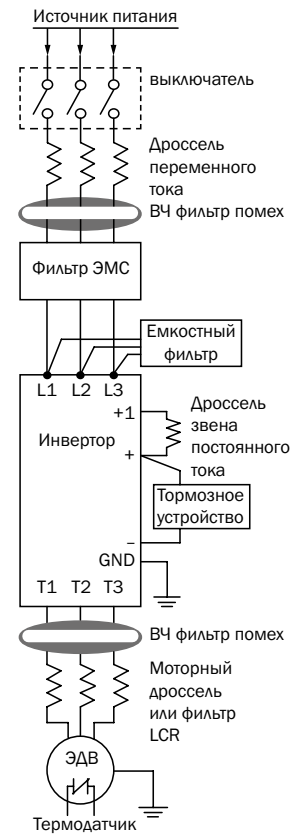 Источник питания
выключатель
Дроссель
переменного
тока
ВЧ фильтр помех
Фильтр ЭМС
Емкостный
фильтр
L1 L2 L3
+1
Дроссель
звена
постоянного
тока
Инвертор
+
Тормозное
устройство
–
GND
T1 T2 T3
ВЧ фильтр помех
Моторный
дроссель
или фильтр
LCR
ЭДВ
Термодатчик